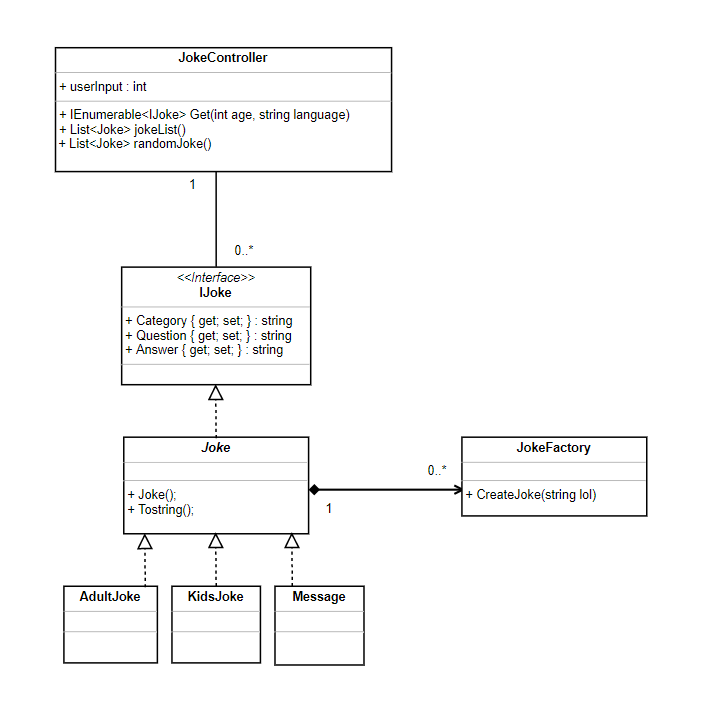 JokeController
+ userInput : int
+ IEnumerable<IJoke> Get(int age, string language)
+ List<Joke> jokeList()
+ List<Joke> randomJoke()
1
0..*
<<Interface>>
IJoke
+ Category { get; set; } : string
+ Question { get; set; } : string
+ Answer { get; set; } : string
Joke
+ Joke();
+ Tostring();
0..*
1
JokeFactory
+ CreateJoke(string lol)
AdultJoke
KidsJoke
Message